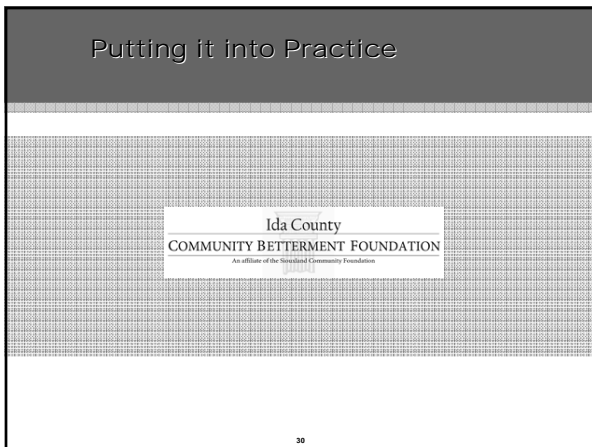 Putting it into Practice
Ida County
COMMUNITY BETTERMENT FOUNDATION
An affiliate of the Siouxland Community Foundation
30